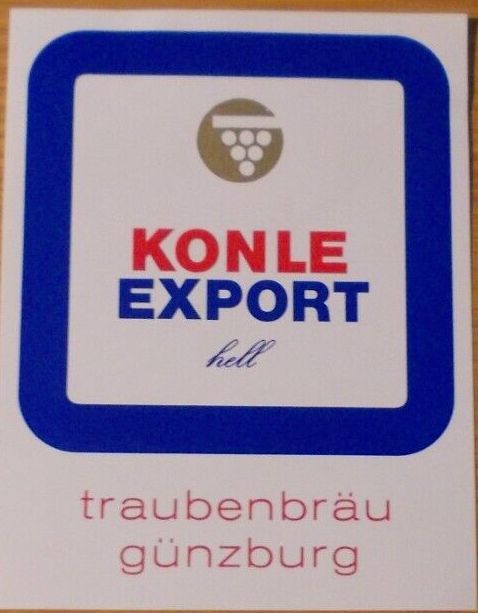 KONLE
EXPORT
hell
traubenbräu
günzburg